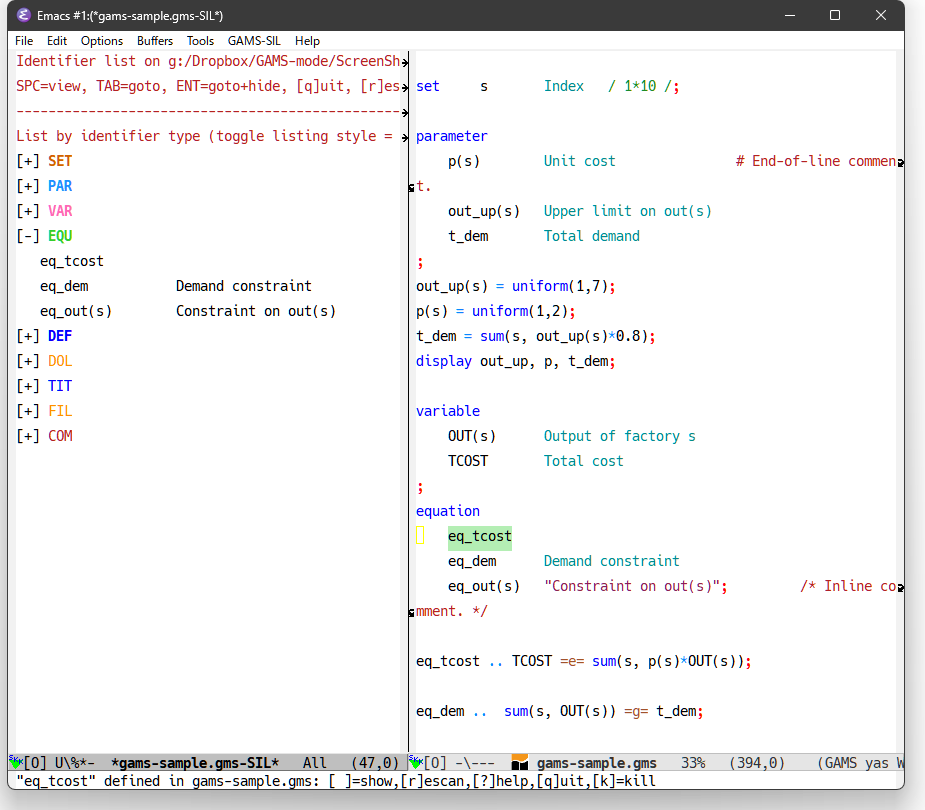 Emacs #1:(*gams-sample.gms-SIL*)
File Edit Options Buffers Tools GAMS-SIL Help
Identifier list on g:/Dropbox/GAMS-mode/ScreenSh
SPC=view, TAB=goto, ENT=goto+hide, [q]uit, [r]es
------------------------------------------------
List by identifier type (toggle listing style =
[+] SET
[+] PAR
[+] VAR
[-] EQU
eq_tcost
eq_dem Demand constraint
eq_out(s) Constraint on out(s)
[+] DEF
[+] DOL
[+] TIT
[+] FIL
[+] COM
set s Index / 1*10 /;
parameter
p(s) Unit cost # End-of-line commen
t.
out_up(s) Upper limit on out(s)
t_dem Total demand
;
out_up(s) = uniform(1,7);
p(s) = uniform(1,2);
t_dem = sum(s, out_up(s)*0.8);
display out_up, p, t_dem;
variable
OUT(s) Output of factory s
TCOST Total cost
;
equation
eq_tcost
eq_dem Demand constraint
eq_out(s) "Constraint on out(s)"; /* Inline co
mment. */
eq_tcost .. TCOST =e= sum(s, p(s)*OUT(s));
eq_dem .. sum(s, OUT(s)) =g= t_dem;
[O] U\%*- *gams-sample.gms-SIL* All (47,0)
[O] -\--- gams-sample.gms 33% (394,0) (GAMS yas W
"eq_tcost" defined in gams-sample.gms: [ ]=show,[r]escan,[?]help,[q]uit,[k]=kill